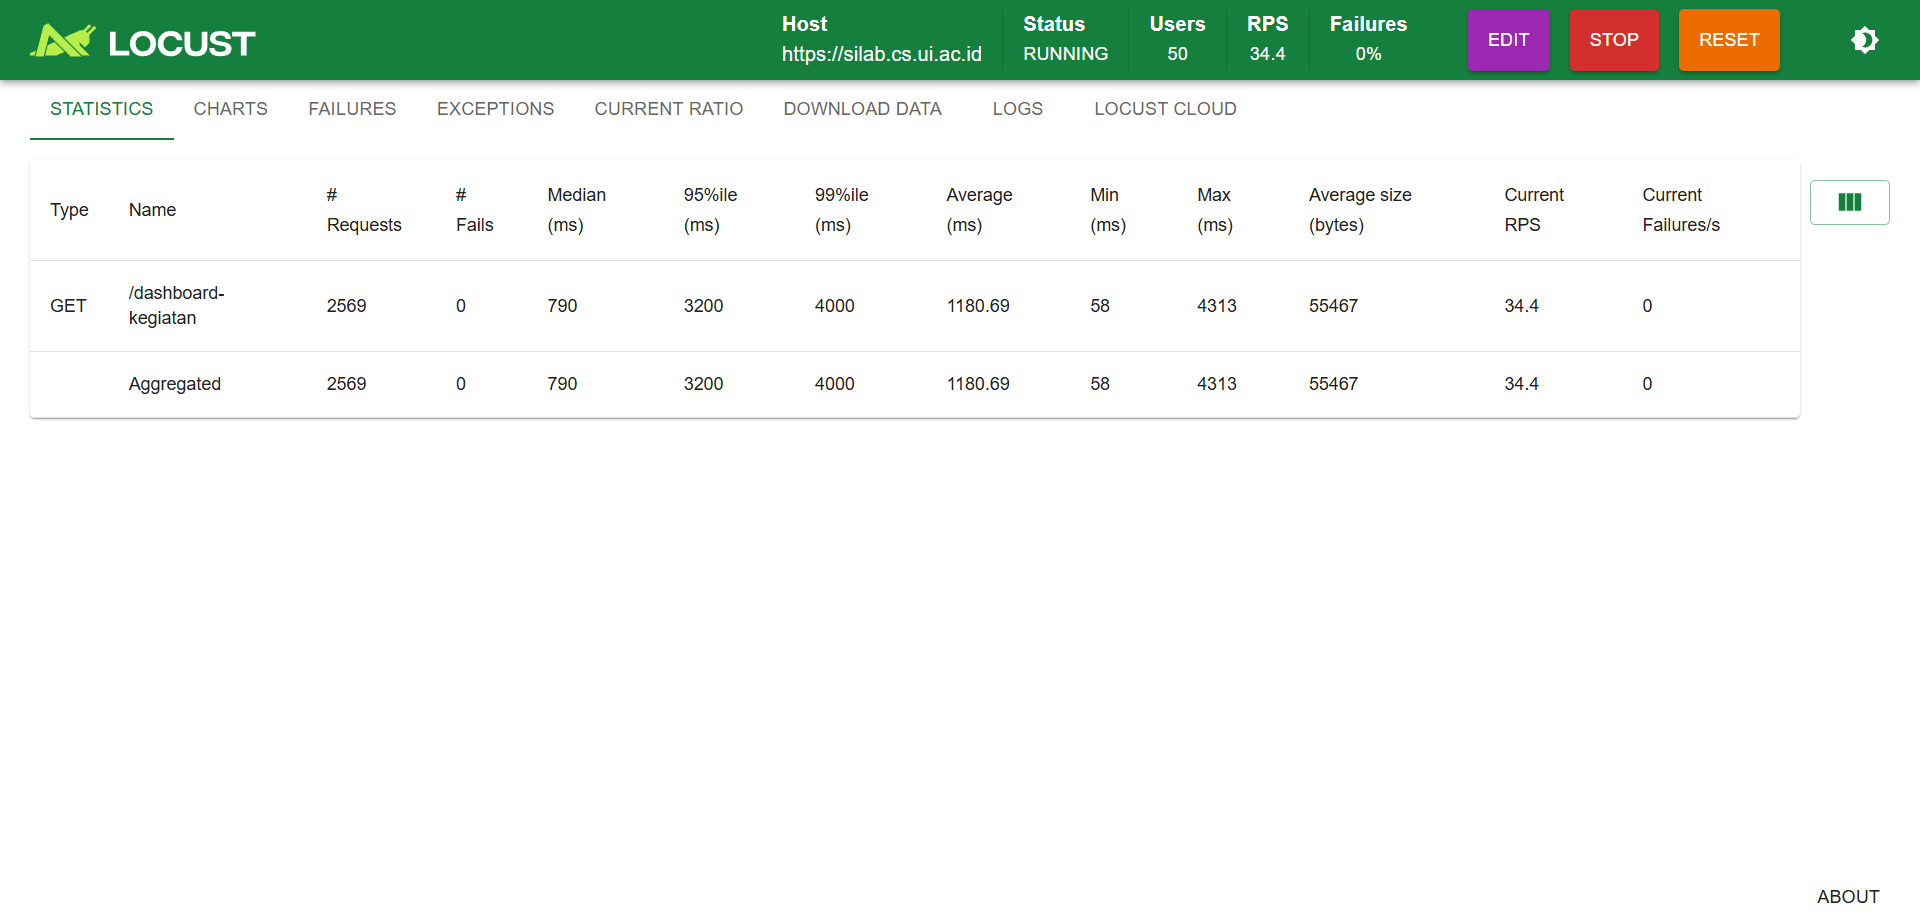 LOCUST
Host
https://silab.cs.ui.ac.id
Status
RUNNING
Users
50
RPS
34.4
Failures
0%
EDIT
STOP
RESET
STATISTICS CHARTS FAILURES EXCEPTIONS CURRENT RATIO DOWNLOAD DATA LOGS LOCUST CLOUD
Type
Name
#
Requests
#
Fails
Median
(ms)
95%ile
(ms)
99%ile
(ms)
Average
(ms)
Min
(ms)
Max
(ms)
Average size
(bytes)
Current
RPS
Current
Failures/s
GET
/dashboard-
kegiatan
2569 0 790 3200 4000 1180.69 58 4313 55467 34.4 0
Aggregated 2569 0 790 3200 4000 1180.69 58 4313 55467 34.4 0
ABOUT